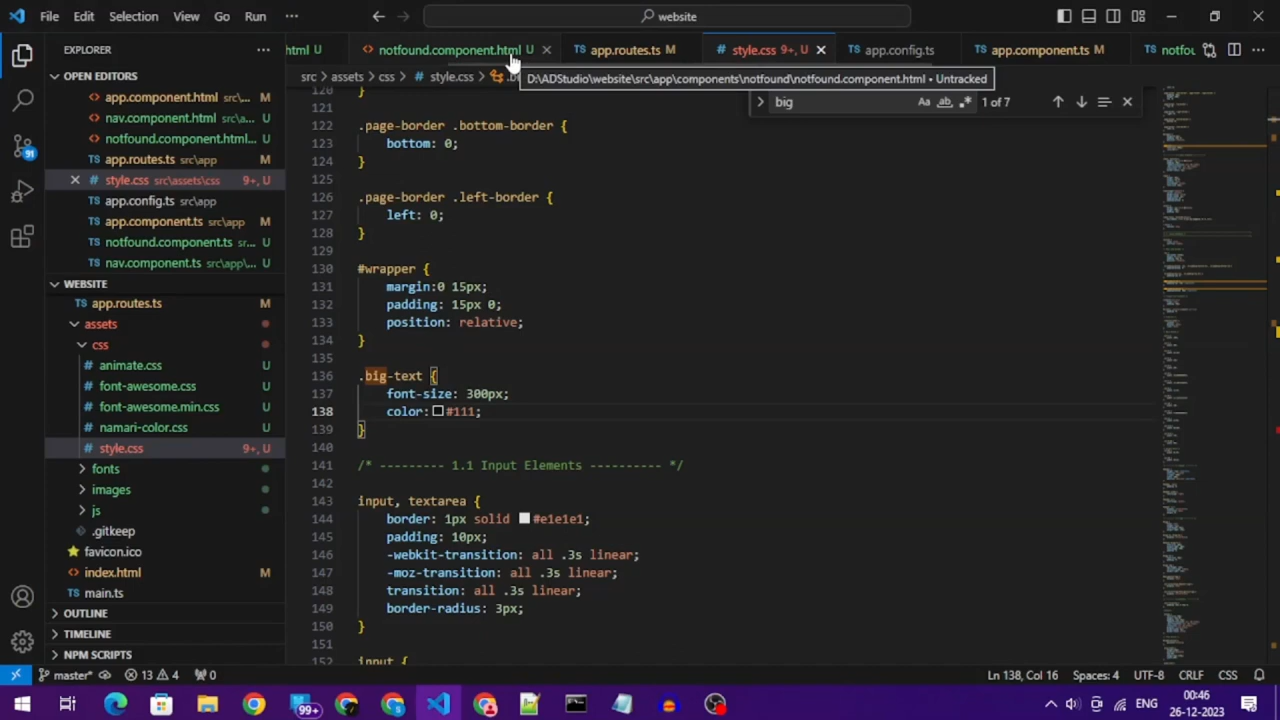 File Edit Selection View Go Run ··· website
EXPLORER ···
OPEN EDITORS
app.component.html src\...
nav.component.html src\a... U
notfound.component.html... U
app.routes.ts src\app M
style.css src\assets\css 9+, U
app.config.ts src\app
app.component.ts src\app M
notfound.component.ts sr... U
nav.component.ts src\app\... U
WEBSITE
app.routes.ts M
assets
css
animate.css U
font-awesome.css U
font-awesome.min.css U
namari-color.css U
style.css 9+, U
fonts
images
js
.gitkeep
favicon.ico
index.html M
main.ts
OUTLINE
TIMELINE
NPM SCRIPTS
91
html U notfound.component.html U app.routes.ts M style.css 9+, U app.config.ts app.component.ts M notfou
src > assets > css > # style.css >
D:\ADStudio\website\src\app\components\notfound\notfound.component.html • Untracked
big 1 of 7
120 }
121
122 .page-border .bottom-border {
123 bottom: 0;
124 }
125
126 .page-border .left-border {
127 left: 0;
128 }
129
130 #wrapper {
131 margin:0 15px;
132 padding: 15px 0;
133 position: relative;
134 }
135
136 .big-text {
137 font-size: 00px;
138 color: #111;
139 }
140
141 /* --------- 1.1 Input Elements ---------- */
142
143 input, textarea {
144 border: 1px solid #e1e1e1;
145 padding: 10px;
146 -webkit-transition: all .3s linear;
147 -moz-transition: all .3s linear;
148 transition: all .3s linear;
149 border-radius: 3px;
150 }
151
152 input {
master* 13 4 0 Ln 138, Col 16 Spaces: 4 UTF-8 CRLF CSS
99+ ENG 00:46
26-12-2023